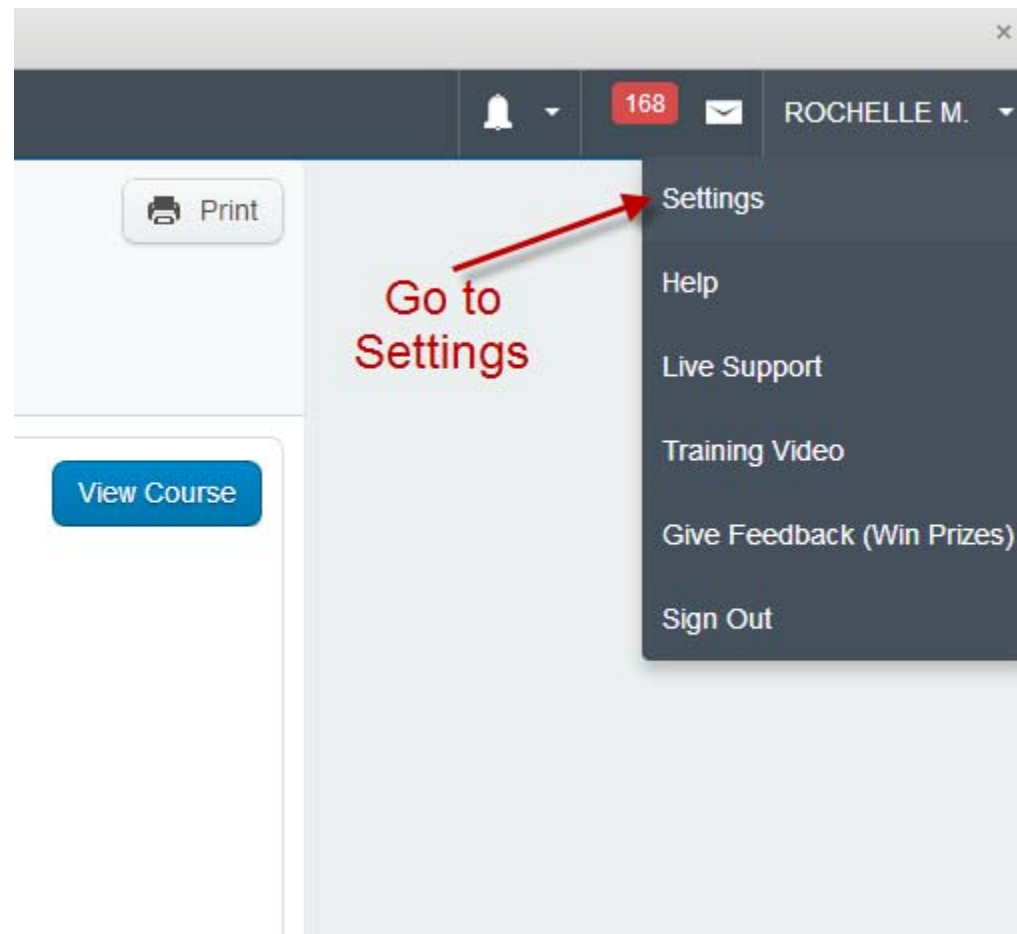 168
ROCHELLE M.
Print
Settings
Go to
Settings
Help
Live Support
View Course
Training Video
Give Feedback (Win Prizes)
Sign Out